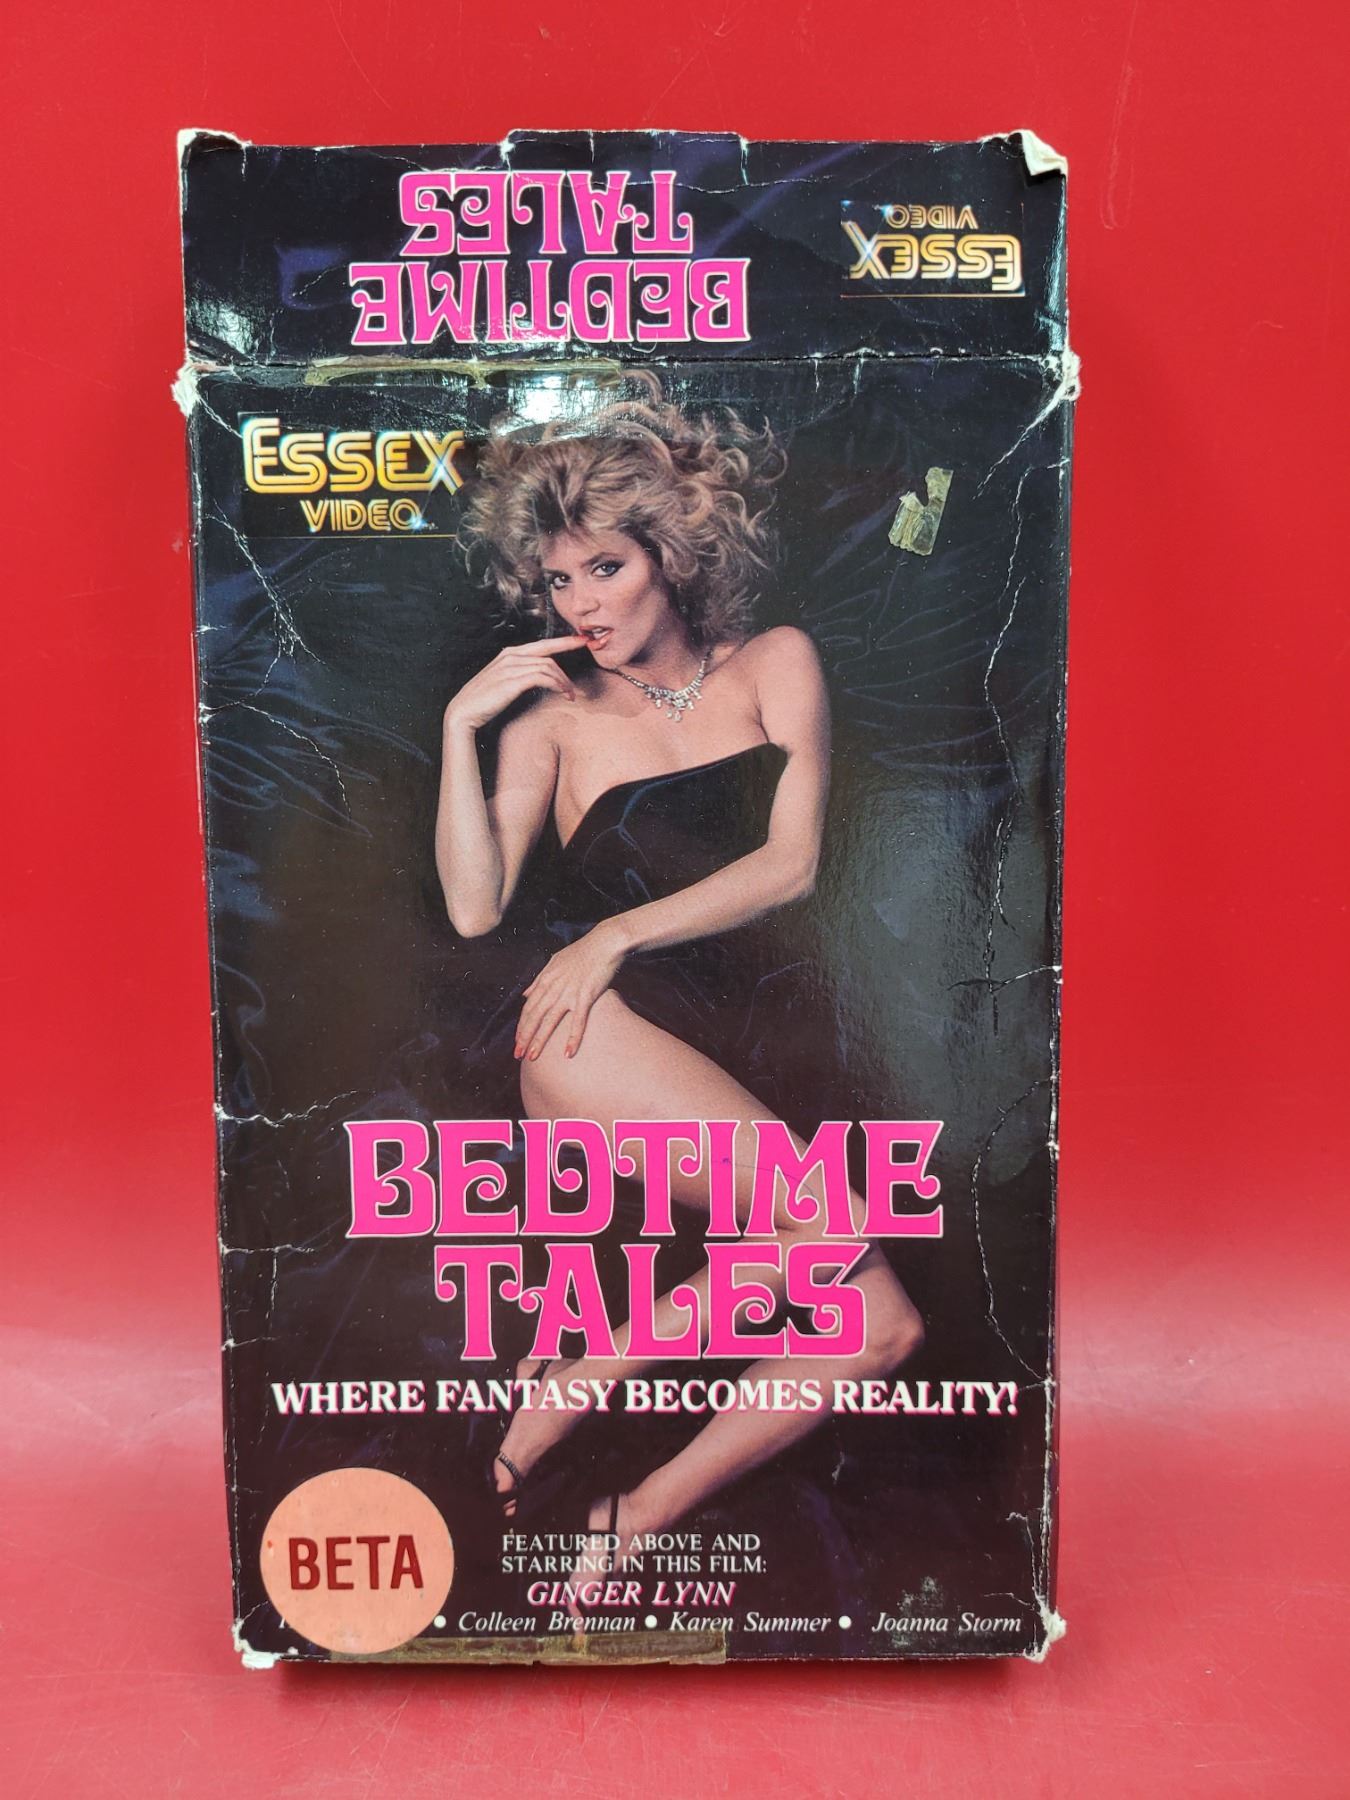 BEDTIME
TALES
ESSEX
VIDEO
ESSEX
VIDEO
BEDTIME
TALES
WHERE FANTASY BECOMES REALITY!
BETA
FEATURED ABOVE AND
STARRING IN THIS FILM:
GINGER LYNN
• Colleen Brennan • Karen Summer • Joanna Storm